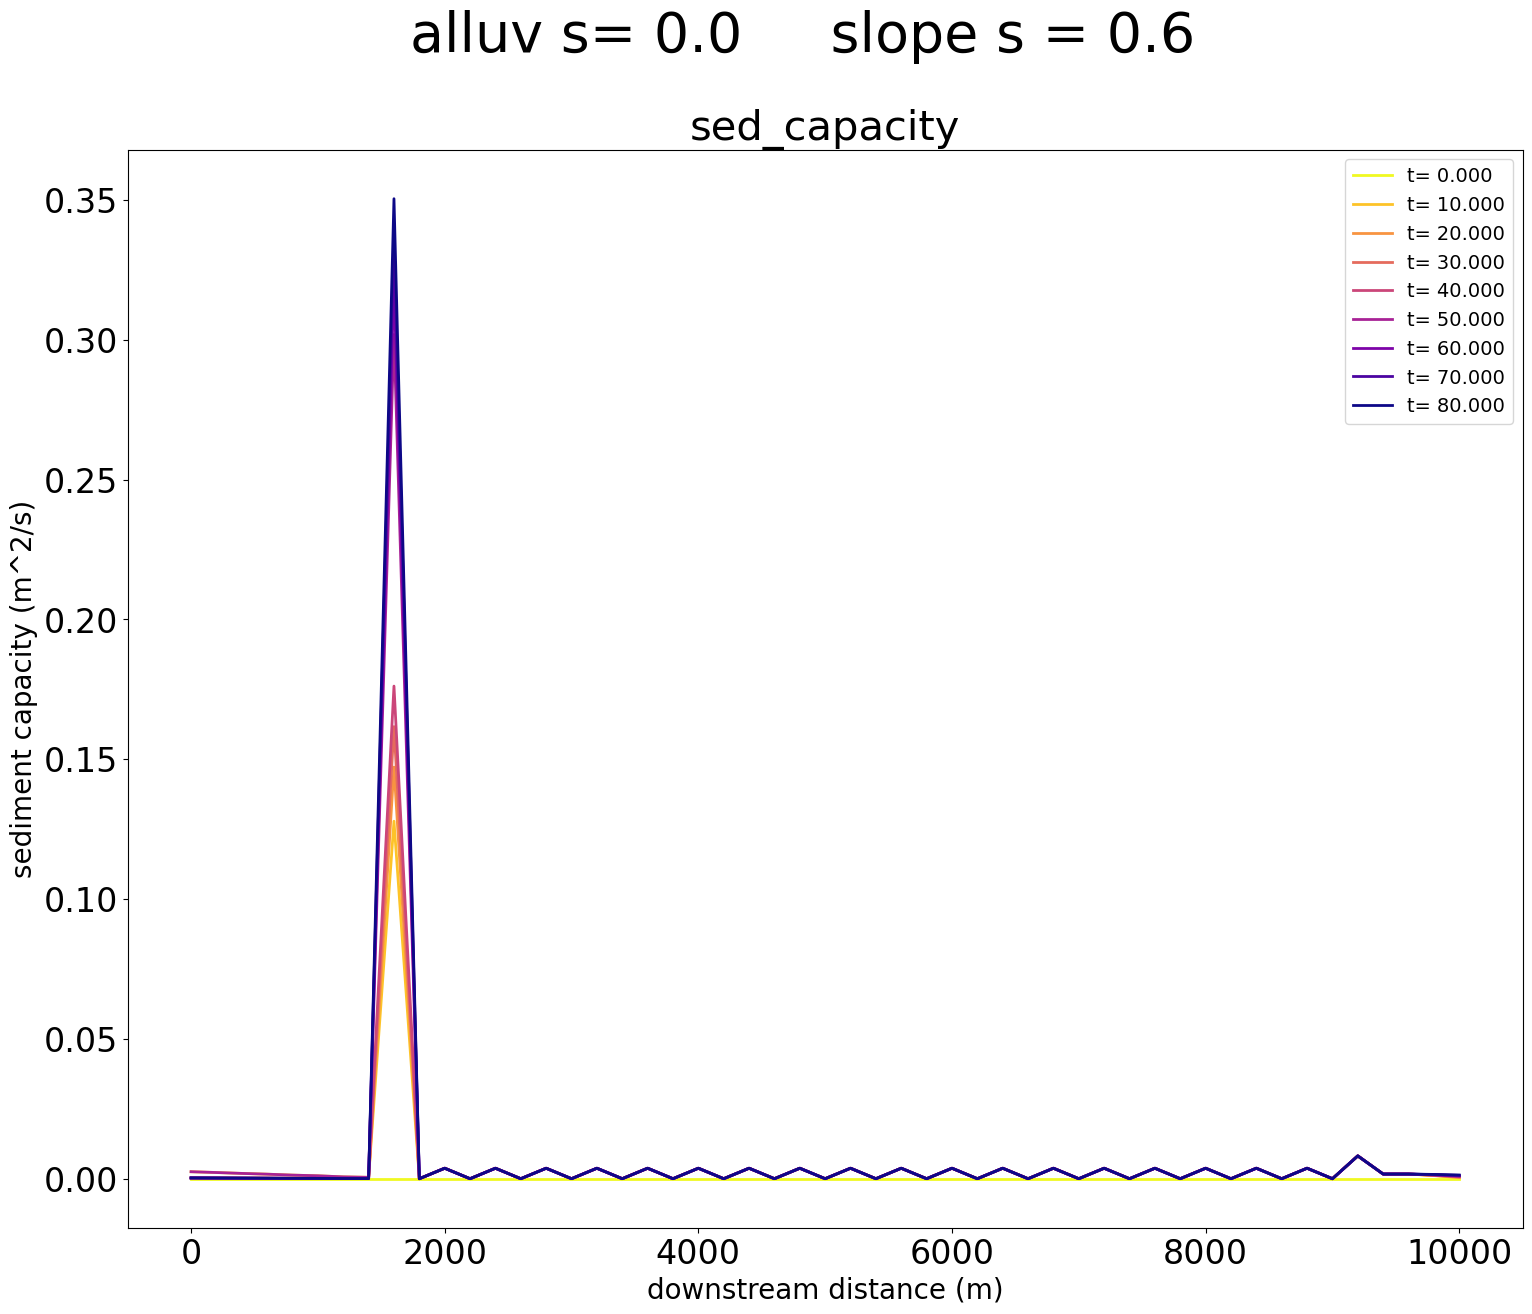 alluv s= 0.0     slope s = 0.6
sed_capacity
sediment capacity (m^2/s)
0.35
0.30
0.25
0.20
0.15
0.10
0.05
0.00
t= 0.000
t= 10.000
t= 20.000
t= 30.000
t= 40.000
t= 50.000
t= 60.000
t= 70.000
t= 80.000
0 2000 4000 6000 8000 10000
downstream distance (m)